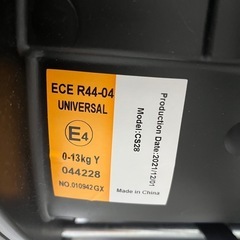 ECE R44-04
UNIVERSAL
E4
0-13kg Y
044228
NO.010942GX
Production Date:2021/12/01
Model:CS28
Made in China